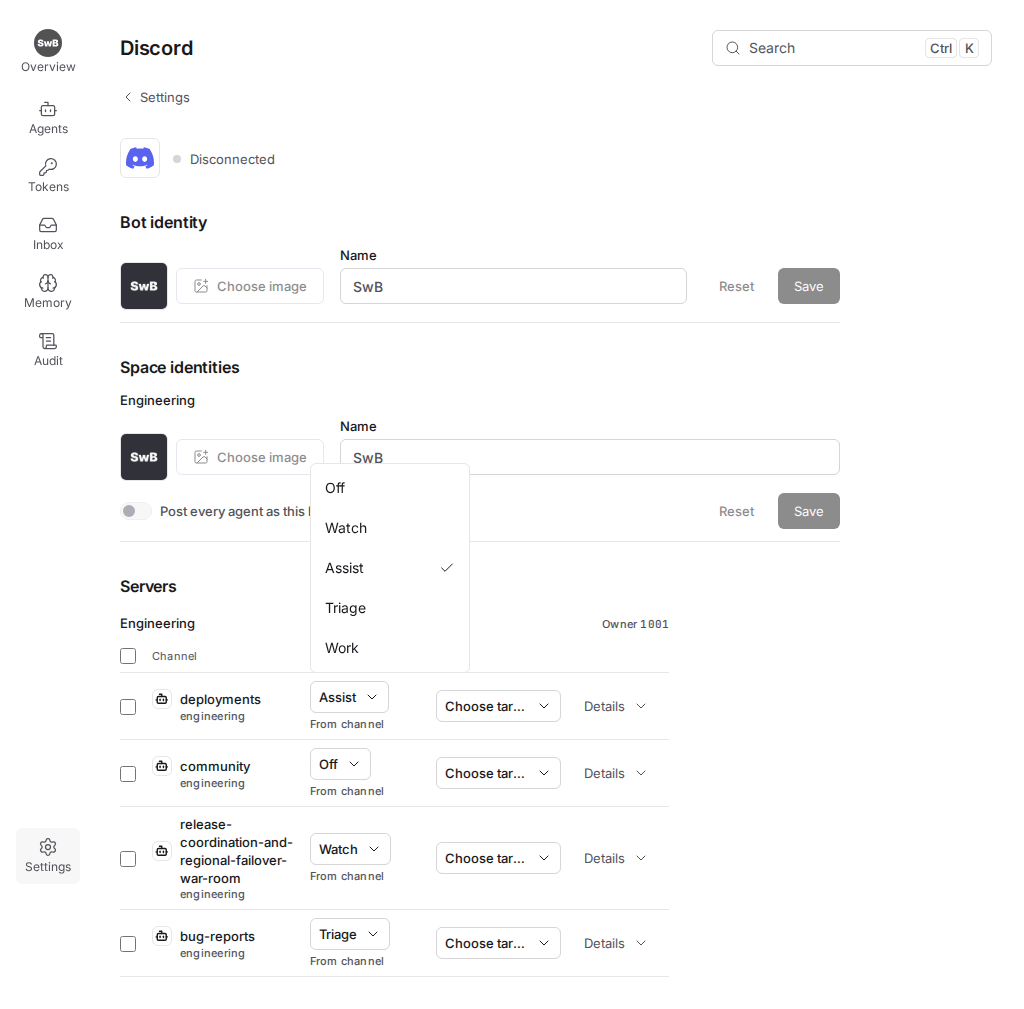 SwB
Overview
Agents
Tokens
Inbox
Memory
Audit
Settings
Discord
Search
Ctrl K
Settings
Disconnected
Bot identity
Name
SwB
Choose image
SwB
Reset
Save
Space identities
Engineering
Name
SwB
Choose image
SwB
Post every agent as this
Reset
Save
Off
Watch
Assist
Triage
Work
Servers
Engineering
Owner 1001
Channel
deployments
engineering
Assist
From channel
Choose tar...
Details
community
engineering
Off
From channel
Choose tar...
Details
release-
coordination-and-
regional-failover-
war-room
engineering
Watch
From channel
Choose tar...
Details
bug-reports
engineering
Triage
From channel
Choose tar...
Details